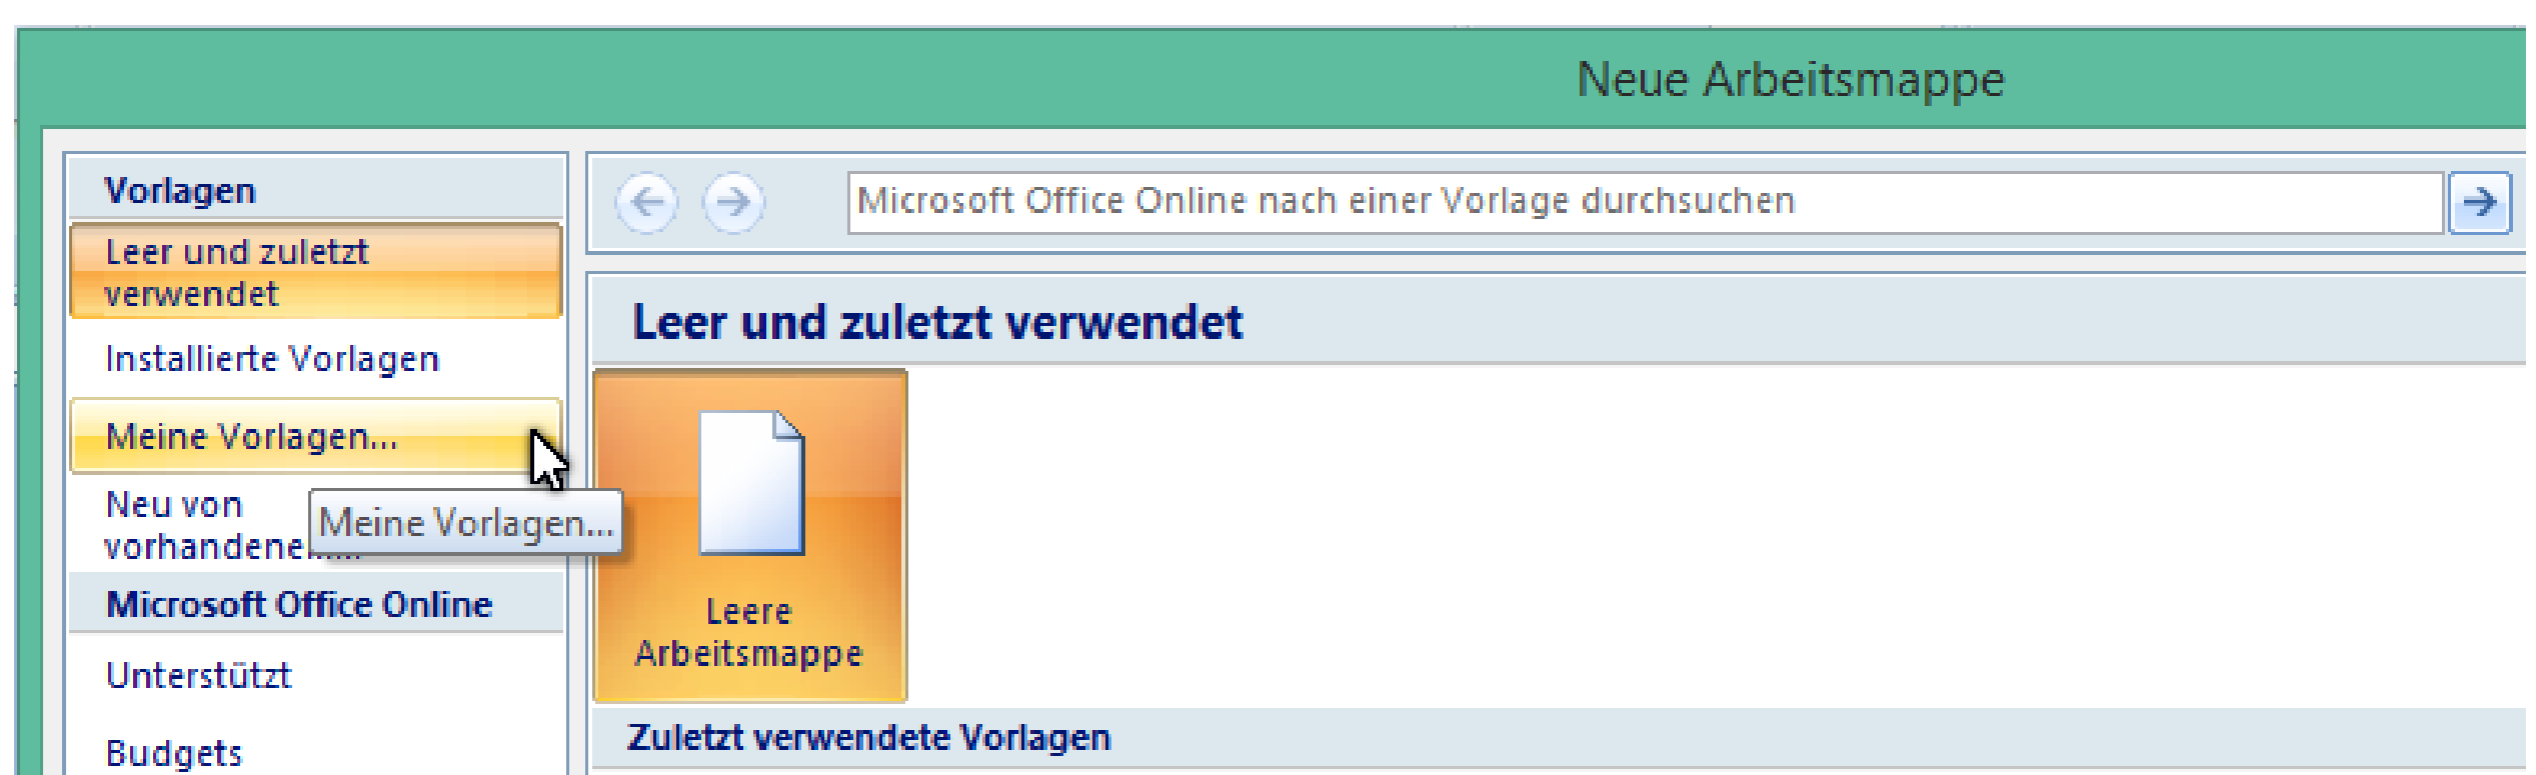 Neue Arbeitsmappe
Vorlagen
Leer und zuletzt
verwendet
Installierte Vorlagen
Meine Vorlagen...
Neu von
Meine Vorlagen...
Microsoft Office Online
Unterstützt
Budgets
Microsoft Office Online nach einer Vorlage durchsuchen
Leer und zuletzt verwendet
Leere
Arbeitsmappe
Zuletzt verwendete Vorlagen